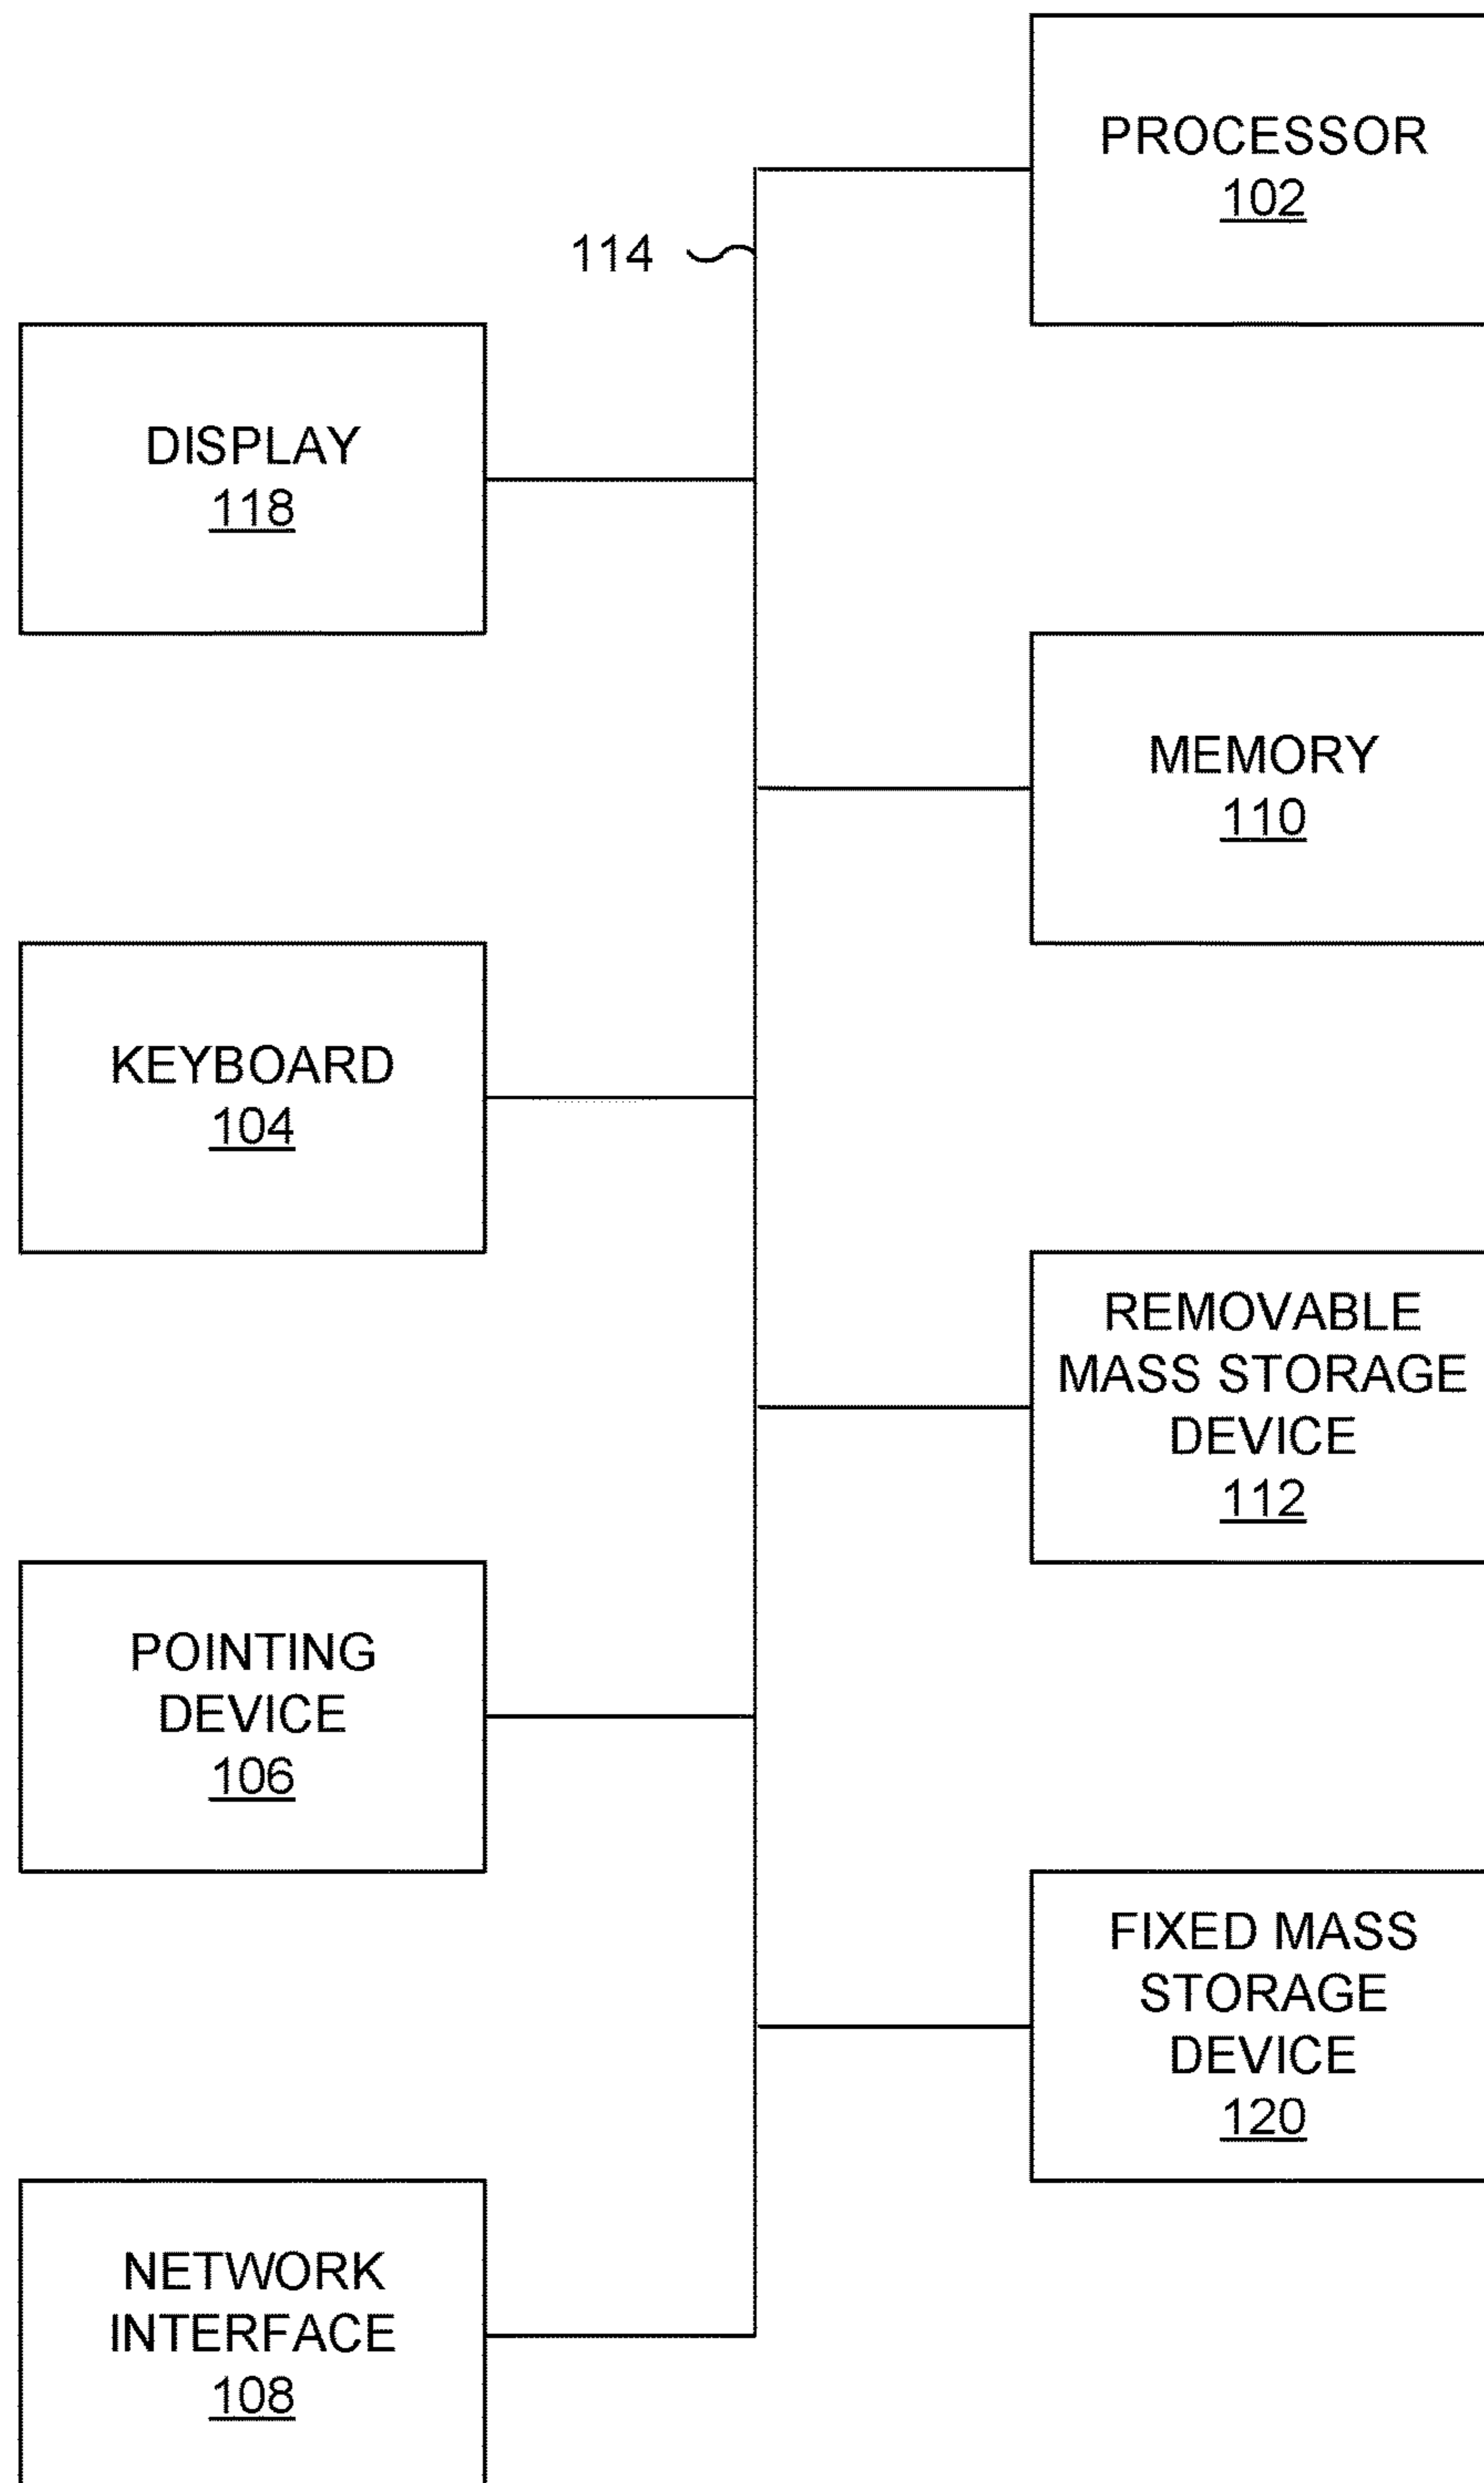 PROCESSOR
102
114
DISPLAY
118
MEMORY
110
KEYBOARD
104
REMOVABLE
MASS STORAGE
DEVICE
112
POINTING
DEVICE
106
FIXED MASS
STORAGE
DEVICE
120
NETWORK
INTERFACE
108